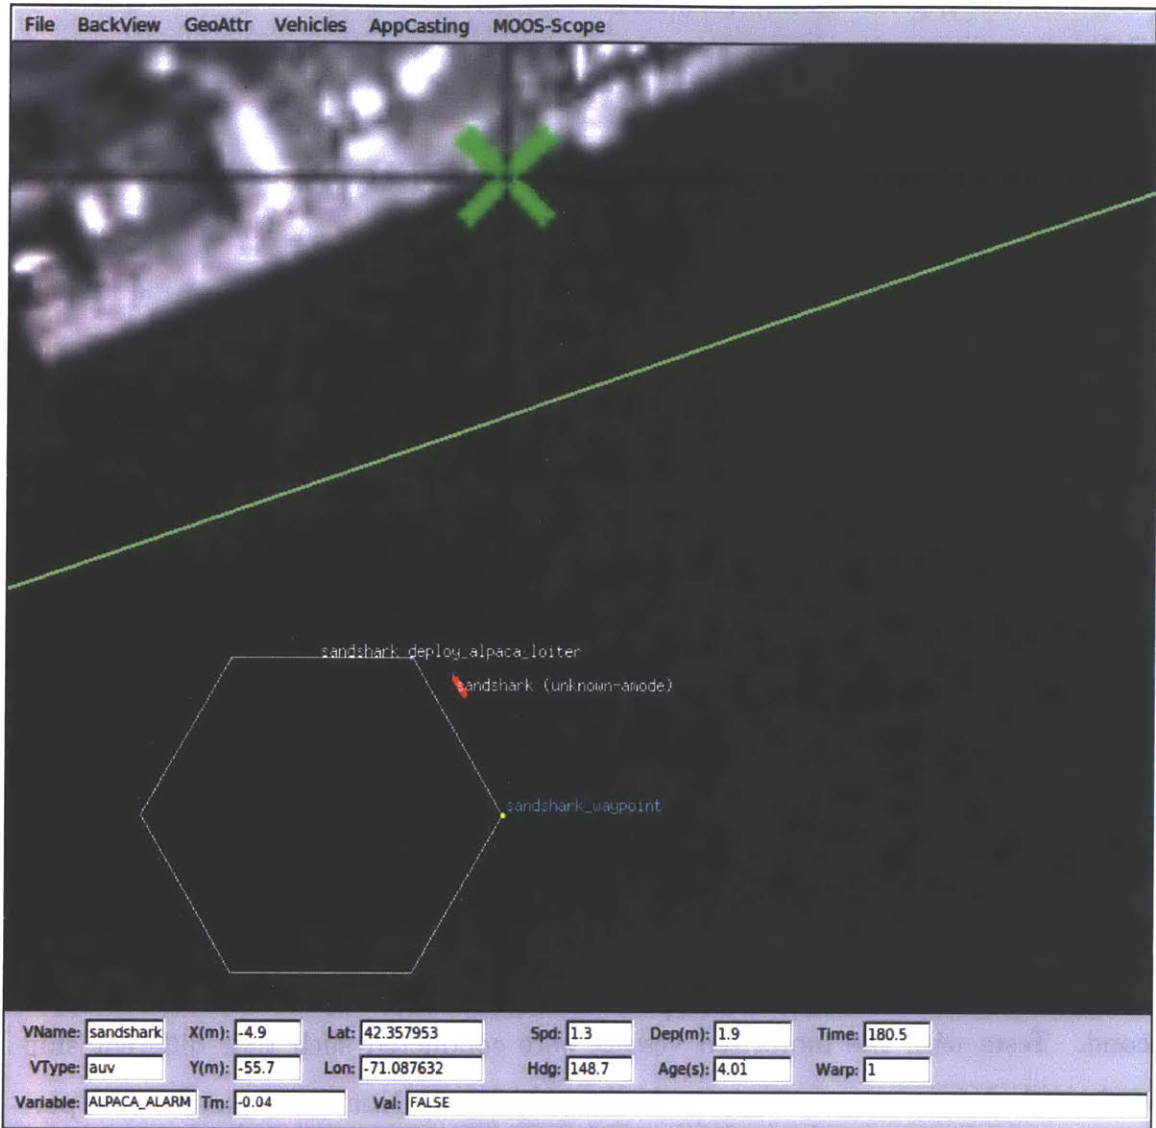 File BackView GeoAttr Vehicles AppCasting MOOS-Scope
sandshark_deploy_alpaca_loiter
sandshark (unknown-amode)
sandshark_waypoint
VName: sandshark X(m): -4.9 Lat: 42.357953 Spd: 1.3 Dep(m): 1.9 Time: 180.5
VType: auv Y(m): -55.7 Lon: -71.087632 Hdg: 148.7 Age(s): 4.01 Warp: 1
Variable: ALPACA_ALARM Tm: -0.04 Val: FALSE